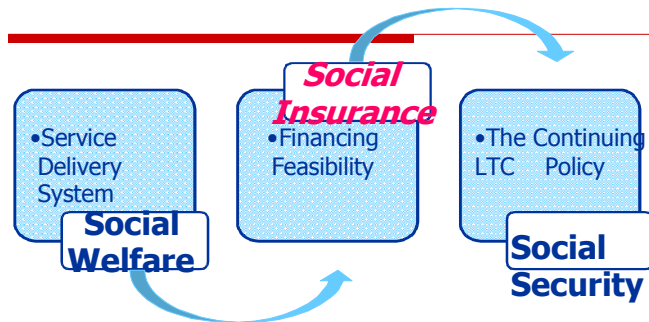 •Service
Delivery
System
Social
Welfare
Social
Insurance
•Financing
Feasibility
•The Continuing
LTC Policy
Social
Security